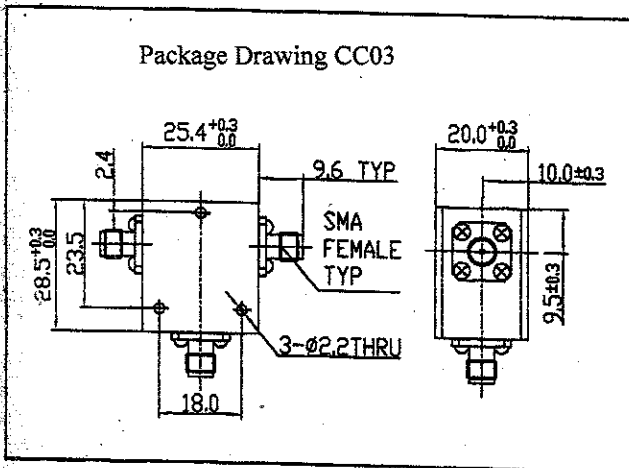 Package Drawing CC03
25.4 +0.3 0.0
20.0 +0.3 0.0
2.4
9.6 TYP
10.0±0.3
SMA
FEMALE
TYP
28.5 +0.3 0.0
23.5
9.5±0.3
3-Ø2.2THRU
18.0